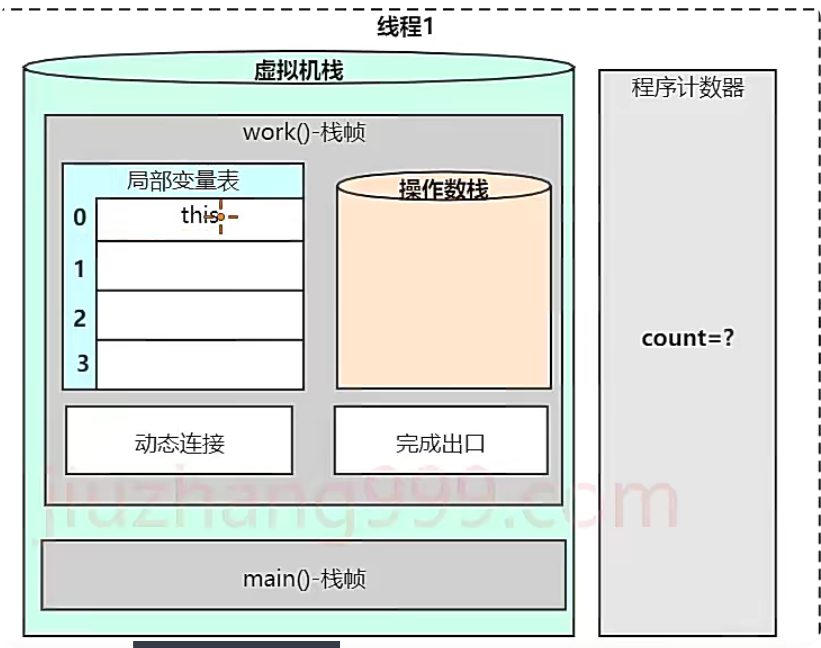 线程1
虚拟机栈
程序计数器
work()-栈帧
局部变量表
操作数栈
0
this
1
2
count=?
3
动态连接
完成出口
jiuzhang999.com
main()-栈帧